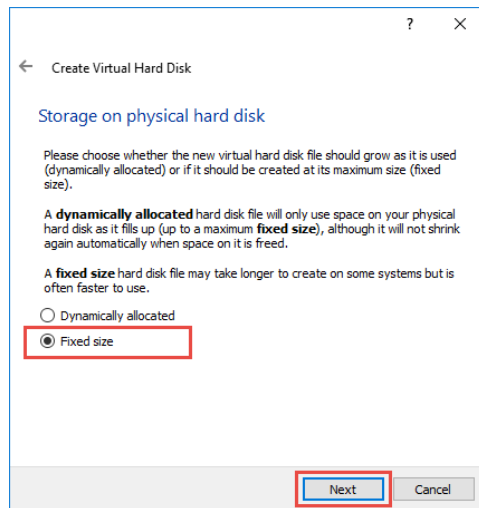 ?
Create Virtual Hard Disk
Storage on physical hard disk
Please choose whether the new virtual hard disk file should grow as it is used
(dynamically allocated) or if it should be created at its maximum size (fixed
size).
A dynamically allocated hard disk file will only use space on your physical
hard disk as it fills up (up to a maximum fixed size), although it will not shrink
again automatically when space on it is freed.
A fixed size hard disk file may take longer to create on some systems but is
often faster to use.
Dynamically allocated
Fixed size
Next Cancel